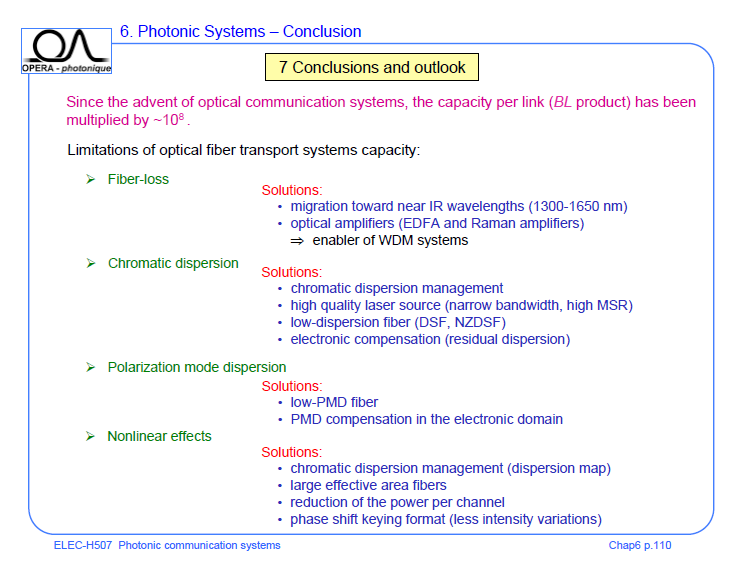 6. Photonic Systems – Conclusion
OPERA - photonique
7 Conclusions and outlook
Since the advent of optical communication systems, the capacity per link (BL product) has been
multiplied by ~10⁸ .
Limitations of optical fiber transport systems capacity:
➢ Fiber-loss
Solutions:
• migration toward near IR wavelengths (1300-1650 nm)
• optical amplifiers (EDFA and Raman amplifiers)
⇒ enabler of WDM systems
➢ Chromatic dispersion
Solutions:
• chromatic dispersion management
• high quality laser source (narrow bandwidth, high MSR)
• low-dispersion fiber (DSF, NZDSF)
• electronic compensation (residual dispersion)
➢ Polarization mode dispersion
Solutions:
• low-PMD fiber
• PMD compensation in the electronic domain
➢ Nonlinear effects
Solutions:
• chromatic dispersion management (dispersion map)
• large effective area fibers
• reduction of the power per channel
• phase shift keying format (less intensity variations)
ELEC-H507 Photonic communication systems
Chap6 p.110